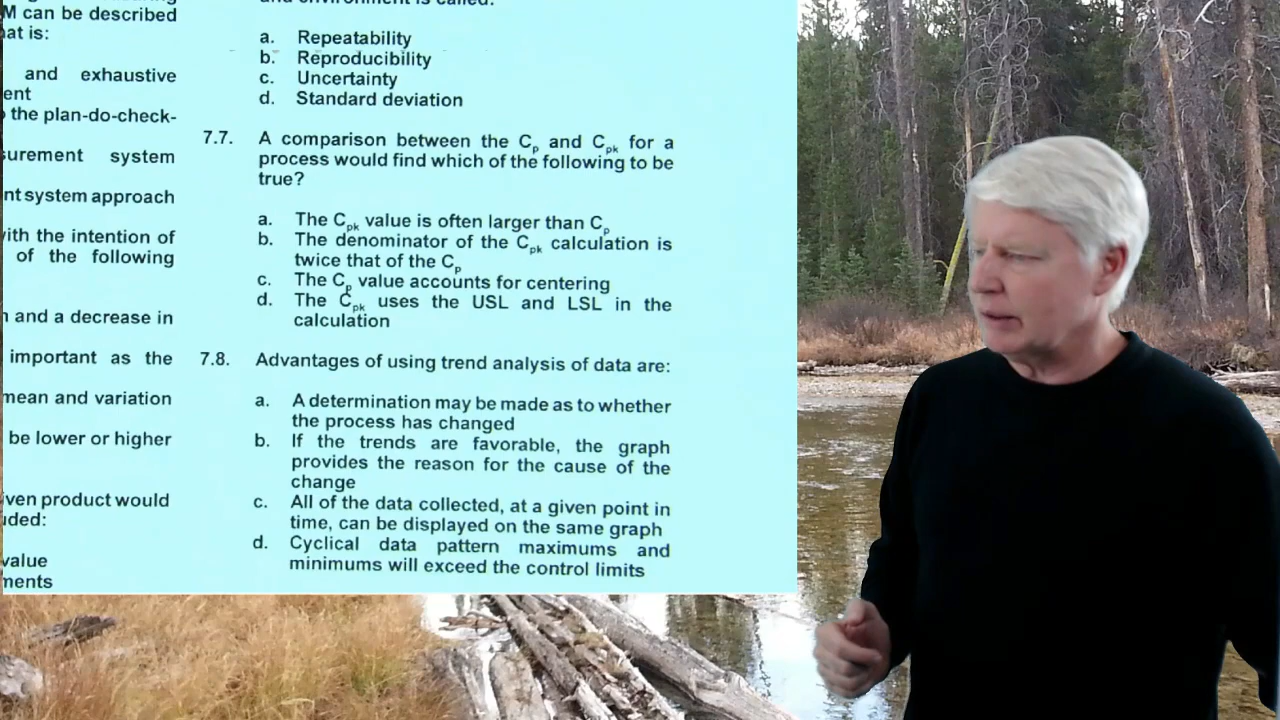 M can be described
at is:
and exhaustive
ent
the plan-do-check-
surement system
nt system approach
with the intention of
of the following
and a decrease in
important as the
mean and variation
be lower or higher
iven product would
uded:
value
ments
and environment is called:
a. Repeatability
b. Reproducibility
c. Uncertainty
d. Standard deviation
7.7. A comparison between the Cp and Cpk for a
process would find which of the following to be
true?
a. The Cpk value is often larger than Cp
b. The denominator of the Cpk calculation is
twice that of the Cp
c. The Cp value accounts for centering
d. The Cpk uses the USL and LSL in the
calculation
7.8. Advantages of using trend analysis of data are:
a. A determination may be made as to whether
the process has changed
b. If the trends are favorable, the graph
provides the reason for the cause of the
change
c. All of the data collected, at a given point in
time, can be displayed on the same graph
d. Cyclical data pattern maximums and
minimums will exceed the control limits